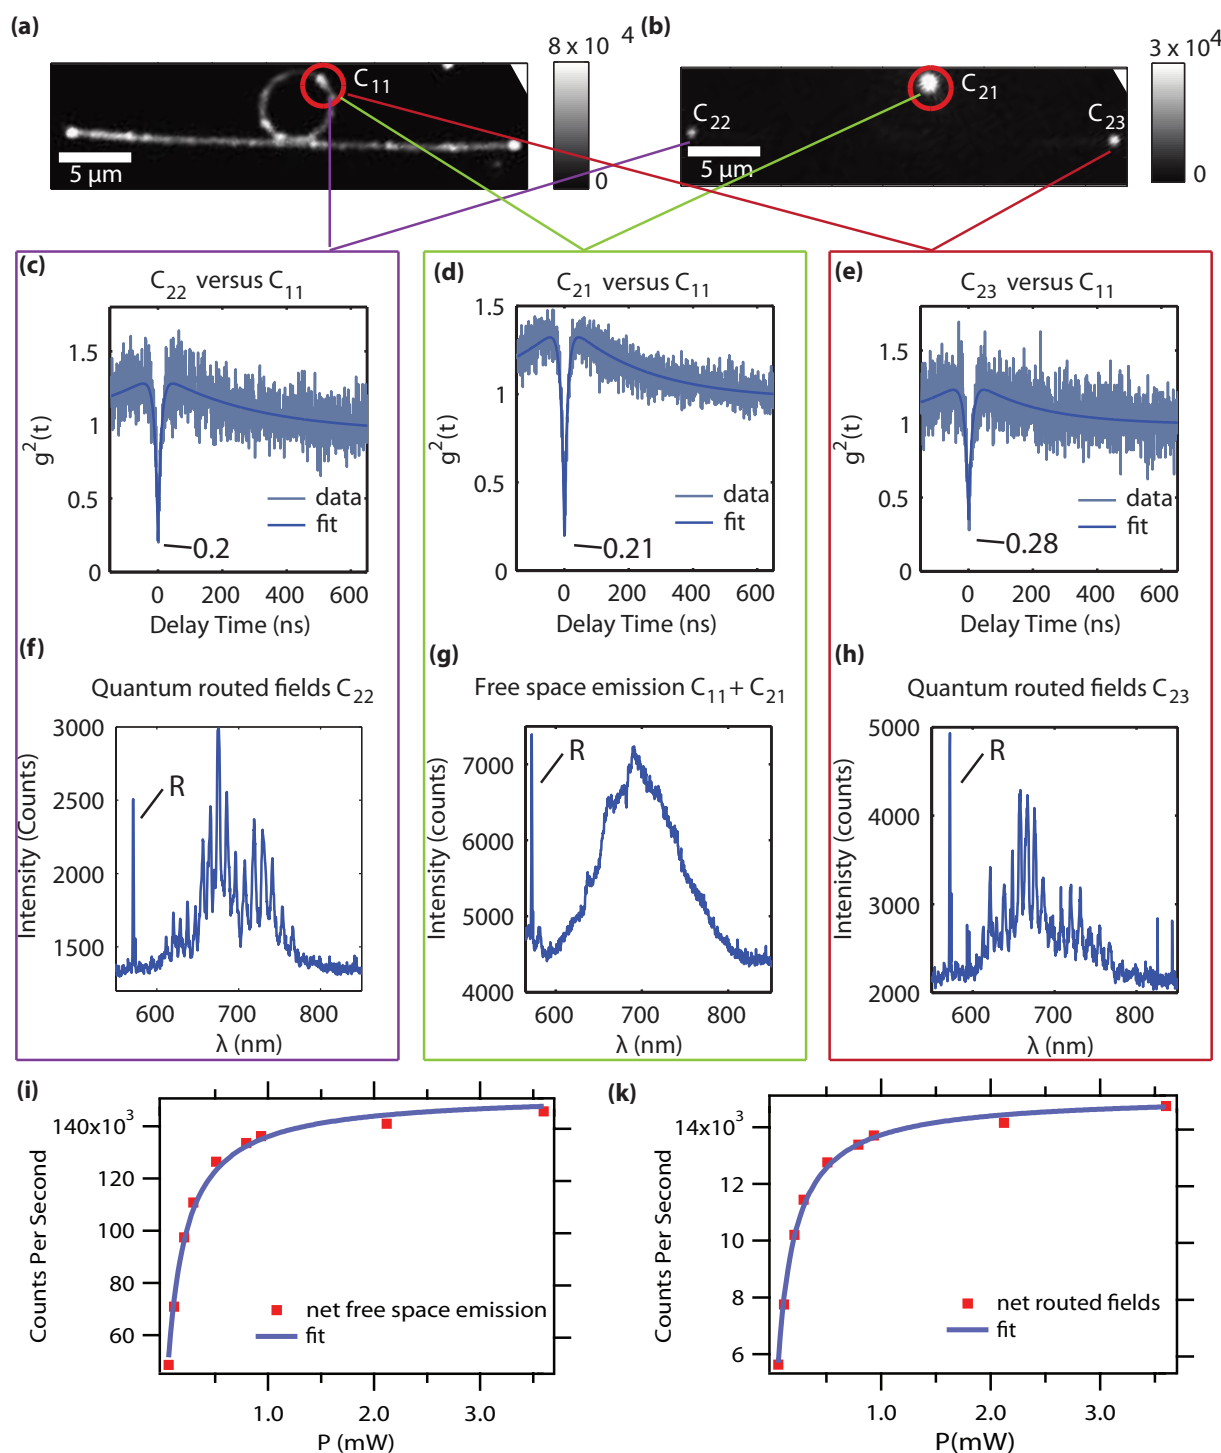 (a)
8 x 10 4
C11
5 μm
0
(b)
3 x 10 4
C21
C22
C23
5 μm
0
(c)
C22 versus C11
g2(t)
1.5
1
0.5
0
data
fit
0.2
0 200 400 600
Delay Time (ns)
(d)
C21 versus C11
g2(t)
1.5
1
0.5
0
data
fit
0.21
0 200 400 600
Delay Time (ns)
(e)
C23 versus C11
g2(t)
1.5
1
0.5
0
data
fit
0.28
0 200 400 600
Delay Time (ns)
(f)
Quantum routed fields C22
Intensity (Counts)
3000
2500
2000
1500
R
600 700 800
λ (nm)
(g)
Free space emission C11 + C21
Intensity (counts)
7000
6000
5000
4000
R
600 700 800
λ (nm)
(h)
Quantum routed fields C23
Intenisty (counts)
5000
4000
3000
2000
R
600 700 800
λ (nm)
(i)
Counts Per Second
140x10³
120
100
80
60
net free space emission
fit
1.0 2.0 3.0
P (mW)
(k)
Counts Per Second
14x10³
12
10
8
6
net routed fields
fit
1.0 2.0 3.0
P(mW)